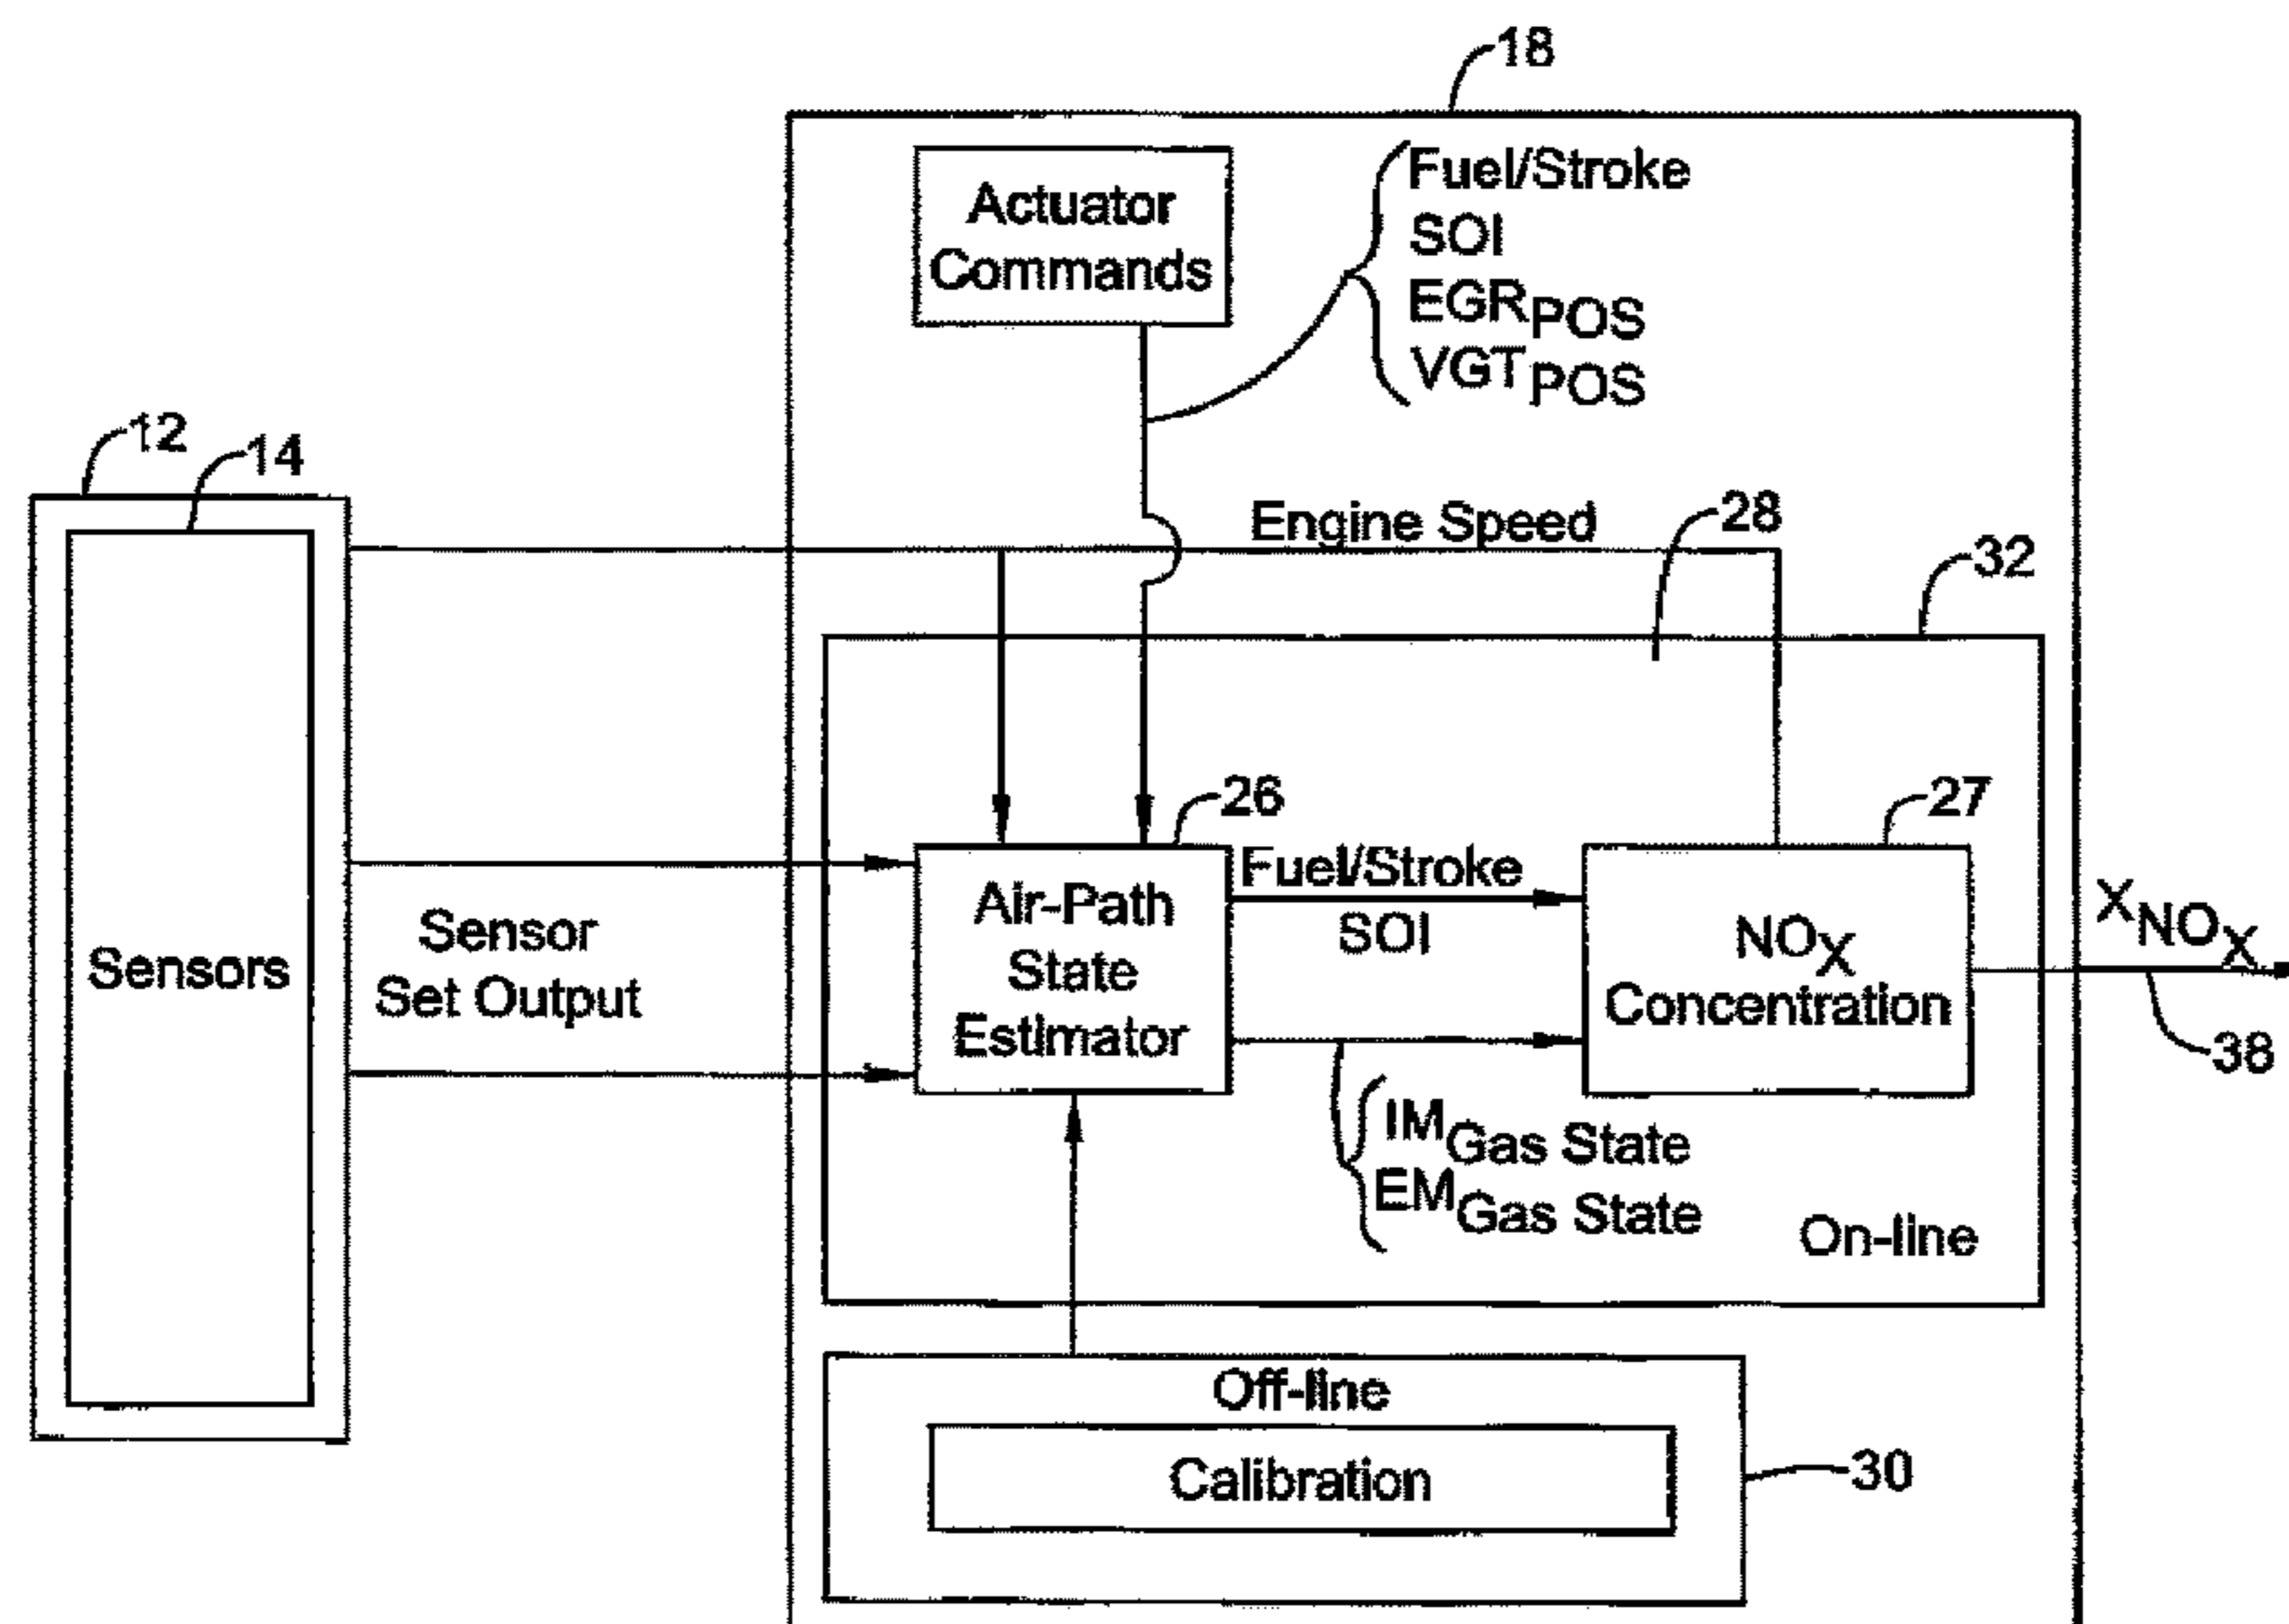 18
Actuator
Commands
Fuel/Stroke
SOI
EGRPOS
VGTPOS
12
14
Engine Speed
28
32
Sensors
Sensor
Set Output
26
27
Air-Path
State
Estimator
Fuel/Stroke
SOI
NOX
Concentration
XNOX
38
IMGas State
EMGas State
On-line
Off-line
Calibration
30